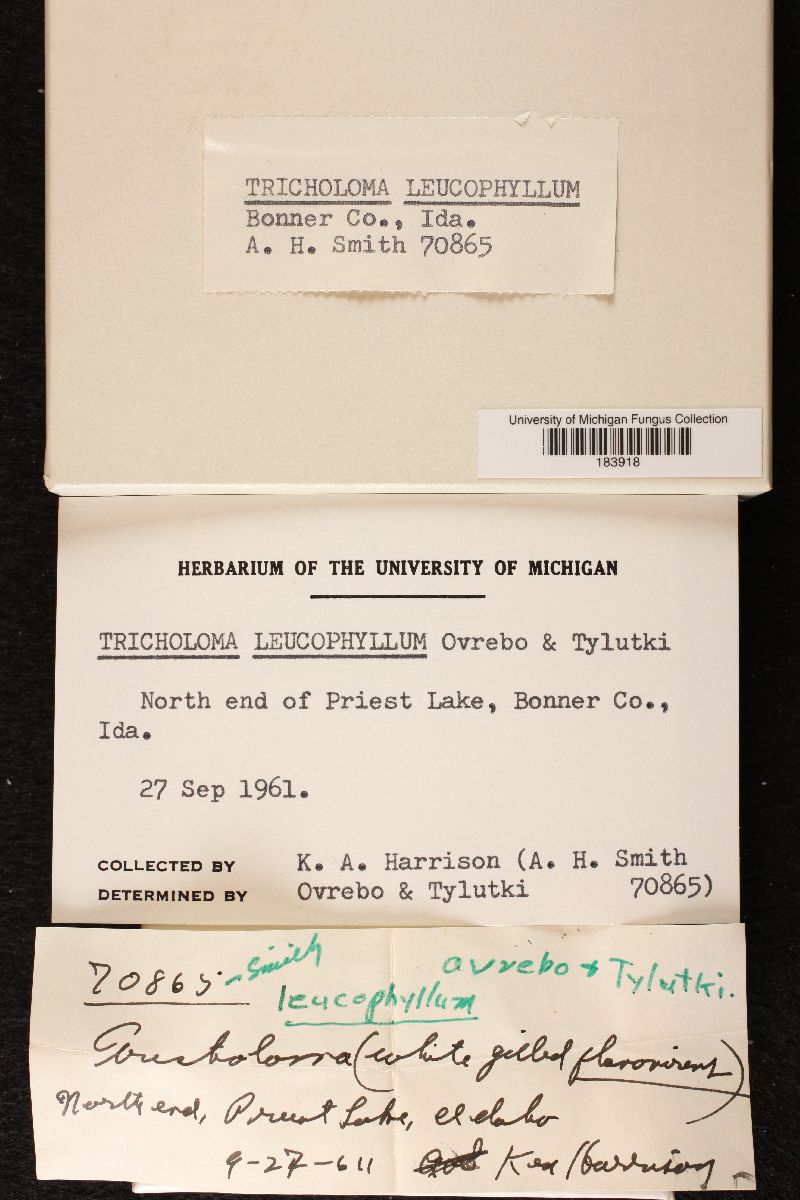 TRICHOLOMA LEUCOPHYLLUM
Bonner Co., Ida.
A. H. Smith 70865
University of Michigan Fungus Collection
183918
HERBARIUM OF THE UNIVERSITY OF MICHIGAN
TRICHOLOMA LEUCOPHYLLUM Ovrebo & Tylutki
North end of Priest Lake, Bonner Co.,
Ida.
27 Sep 1961.
COLLECTED BY K. A. Harrison (A. H. Smith
DETERMINED BY Ovrebo & Tylutki 70865)
70865 - Smith ovrebo & Tylutki.
leucophyllum
Tricholoma (white gilled flavovirens)
North end, Priest Lake, Idaho
9-27-61 Ken Harrison